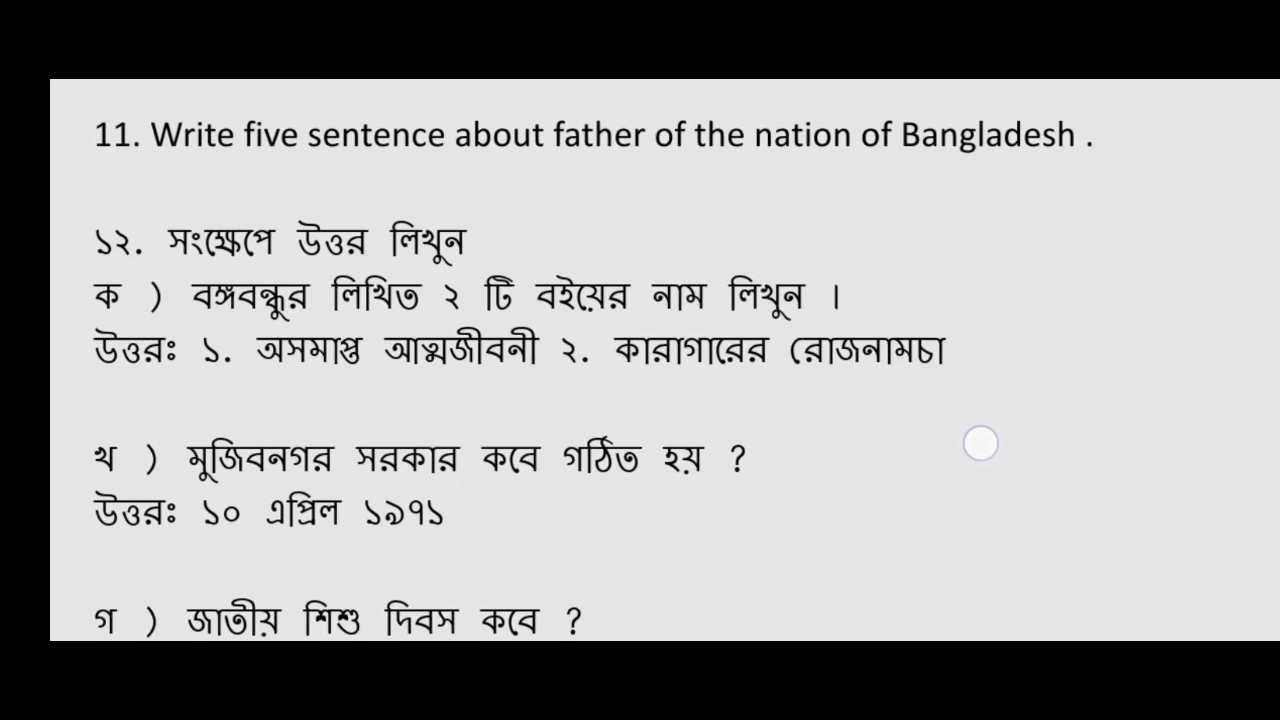 11. Write five sentence about father of the nation of Bangladesh .
১২. সংক্ষেপে উত্তর লিখুন
ক ) বঙ্গবন্ধুর লিখিত ২ টি বইয়ের নাম লিখুন ।
উত্তরঃ ১. অসমাপ্ত আত্মজীবনী ২. কারাগারের রোজনামচা
খ ) মুজিবনগর সরকার কবে গঠিত হয় ?
উত্তরঃ ১০ এপ্রিল ১৯৭১
গ ) জাতীয় শিশু দিবস কবে ?